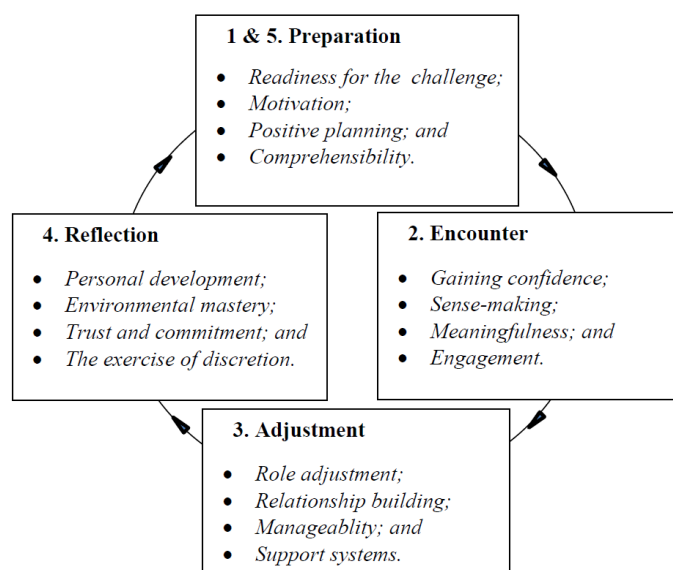 1 & 5. Preparation
• Readiness for the challenge;
• Motivation;
• Positive planning; and
• Comprehensibility.
2. Encounter
• Gaining confidence;
• Sense-making;
• Meaningfulness; and
• Engagement.
3. Adjustment
• Role adjustment;
• Relationship building;
• Manageablity; and
• Support systems.
4. Reflection
• Personal development;
• Environmental mastery;
• Trust and commitment; and
• The exercise of discretion.